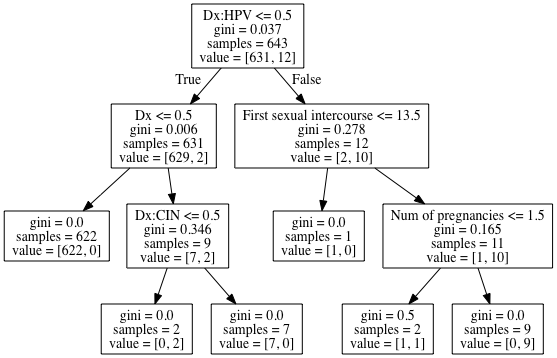 Dx:HPV <= 0.5
gini = 0.037
samples = 643
value = [631, 12]
True
False
Dx <= 0.5
gini = 0.006
samples = 631
value = [629, 2]
First sexual intercourse <= 13.5
gini = 0.278
samples = 12
value = [2, 10]
gini = 0.0
samples = 622
value = [622, 0]
Dx:CIN <= 0.5
gini = 0.346
samples = 9
value = [7, 2]
gini = 0.0
samples = 1
value = [1, 0]
Num of pregnancies <= 1.5
gini = 0.165
samples = 11
value = [1, 10]
gini = 0.0
samples = 2
value = [0, 2]
gini = 0.0
samples = 7
value = [7, 0]
gini = 0.5
samples = 2
value = [1, 1]
gini = 0.0
samples = 9
value = [0, 9]